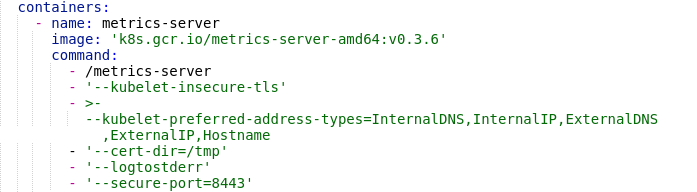 containers:
- name: metrics-server
image: 'k8s.gcr.io/metrics-server-amd64:v0.3.6'
command:
- /metrics-server
- '--kubelet-insecure-tls'
- >-
--kubelet-preferred-address-types=InternalDNS,InternalIP,ExternalDNS
,ExternalIP,Hostname
- '--cert-dir=/tmp'
- '--logtostderr'
- '--secure-port=8443'